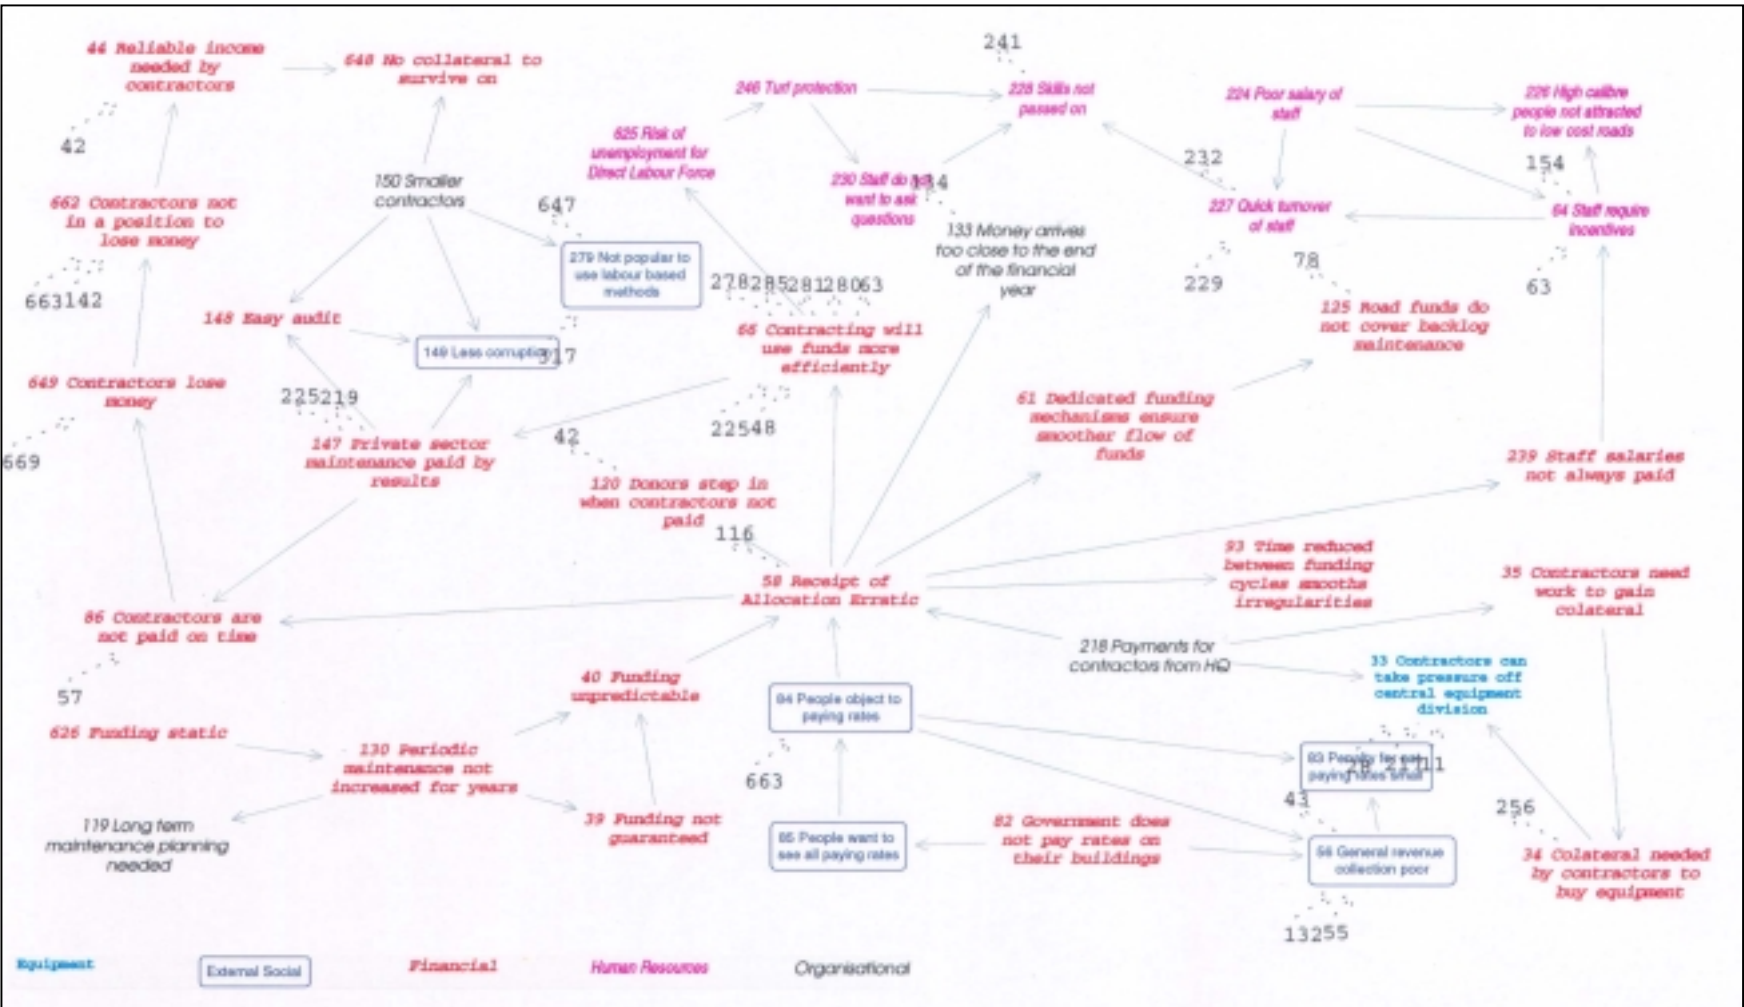 44 Reliable income
needed by
contractors
648 No collateral to
survive on
42
662 Contractors not
in a position to
lose money
663142
150 Smaller
contractors
647
279 Not popular to
use labour based
methods
148 Easy audit
149 Less corruption
317
649 Contractors lose
money
669
225219
147 Private sector
maintenance paid by
results
86 Contractors are
not paid on time
57
246 Turf protection
241
228 Skills not
passed on
625 Risk of
unemployment for
Direct Labour Force
230 Staff do
want to ask
questions
133 Money arrives
too close to the end
of the financial
year
224 Poor salary of
staff
226 High calibre
people not attracted
to low cost roads
232
154
227 Quick turnover
of staff
64 Staff require
incentives
229
78
63
125 Road funds do
not cover backlog
maintenance
27828528128063
66 Contracting will
use funds more
efficiently
22548
61 Dedicated funding
mechanisms ensure
smoother flow of
funds
42
120 Donors step in
when contractors not
paid
116
58 Receipt of
Allocation Erratic
239 Staff salaries
not always paid
93 Time reduced
between funding
cycles smooths
irregularities
35 Contractors need
work to gain
colateral
218 Payments for
contractors from HQ
33 Contractors can
take pressure off
central equipment
division
40 Funding
unpredictable
84 People object to
paying rates
663
626 Funding static
130 Periodic
maintenance not
increased for years
39 Funding not
guaranteed
119 Long term
maintenance planning
needed
85 People want to
see all paying rates
82 Government does
not pay rates on
their buildings
83 Penalty for
paying rates small
43
56 General revenue
collection poor
13255
256
34 Colateral needed
by contractors to
buy equipment
Equipment
External Social
Financial
Human Resources
Organisational